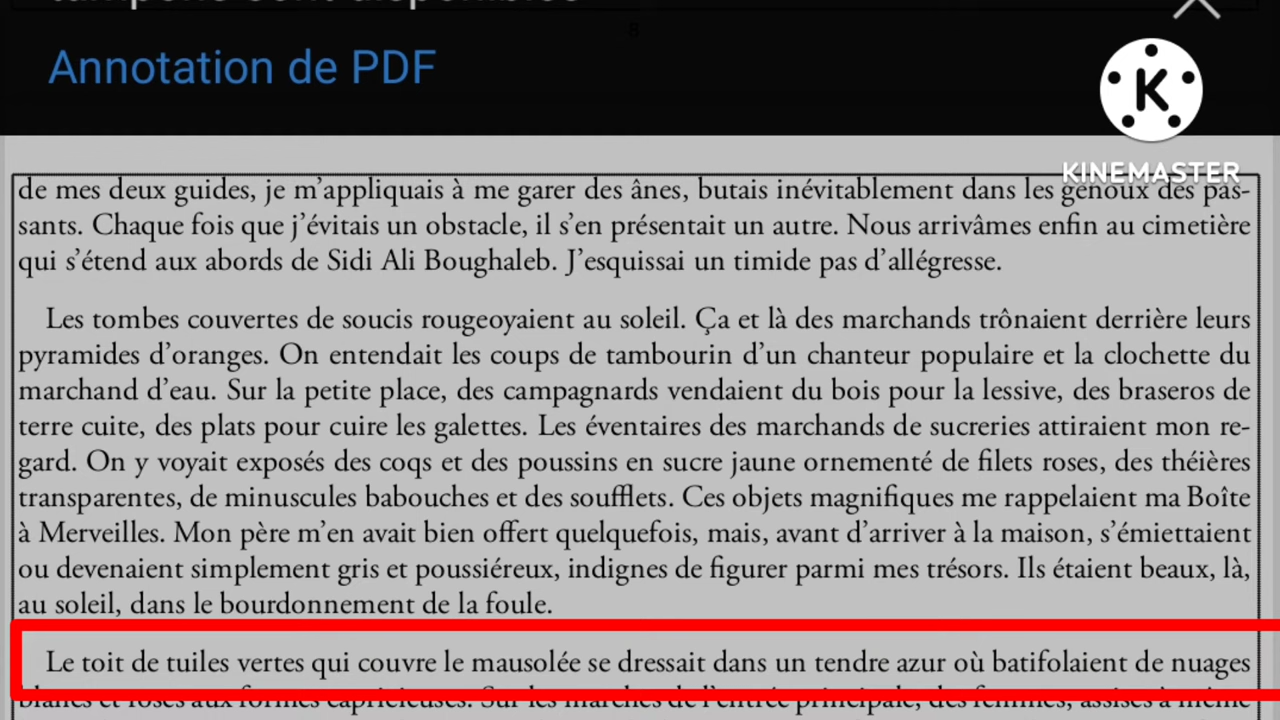 Annotation de PDF
K
KINEMASTER
de mes deux guides, je m'appliquais à me garer des ânes, butais inévitablement dans les genoux des pas-
sants. Chaque fois que j'évitais un obstacle, il s'en présentait un autre. Nous arrivâmes enfin au cimetière
qui s'étend aux abords de Sidi Ali Boughaleb. J'esquissai un timide pas d'allégresse.
Les tombes couvertes de soucis rougeoyaient au soleil. Ça et là des marchands trônaient derrière leurs
pyramides d'oranges. On entendait les coups de tambourin d'un chanteur populaire et la clochette du
marchand d'eau. Sur la petite place, des campagnards vendaient du bois pour la lessive, des braseros de
terre cuite, des plats pour cuire les galettes. Les éventaires des marchands de sucreries attiraient mon re-
gard. On y voyait exposés des coqs et des poussins en sucre jaune ornementé de filets roses, des théières
transparentes, de minuscules babouches et des soufflets. Ces objets magnifiques me rappelaient ma Boîte
à Merveilles. Mon père m'en avait bien offert quelquefois, mais, avant d'arriver à la maison, s'émiettaient
ou devenaient simplement gris et poussiéreux, indignes de figurer parmi mes trésors. Ils étaient beaux, là,
au soleil, dans le bourdonnement de la foule.
Le toit de tuiles vertes qui couvre le mausolée se dressait dans un tendre azur où batifolaient de nuages